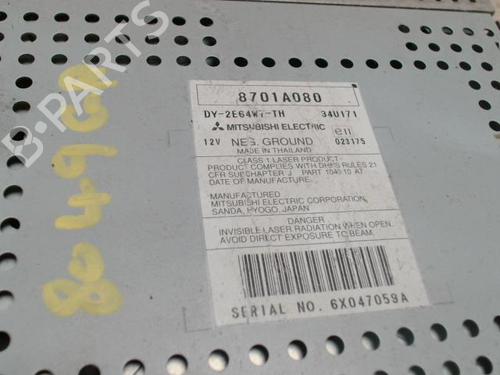 B-PARTS
8049G
8701A080
DY-2E64W7-TH 34U171
MITSUBISHI ELECTRIC e11
12V NEG. GROUND 023175
MADE IN THAILAND
CLASS 1 LASER PRODUCT
PRODUCT COMPLIES WITH DHHS RULES 21
CFR SUBCHAPTER J PART 1040.10 AT
DATE OF MANUFACTURE.
MANUFACTURED
MITSUBISHI ELECTRIC CORPORATION,
SANDA, HYOGO, JAPAN
DANGER
INVISIBLE LASER RADIATION WHEN OPEN.
AVOID DIRECT EXPOSURE TO BEAM.
SERIAL NO. 6X047059A